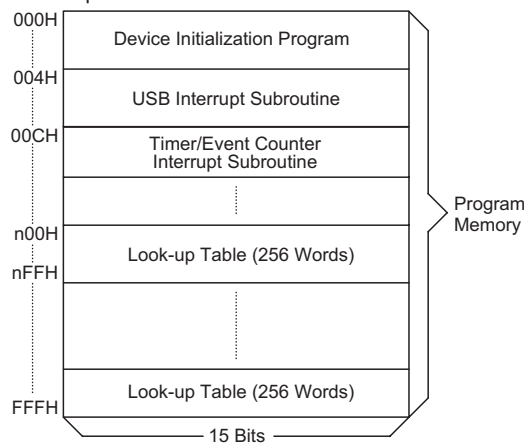 000H
Device Initialization Program
004H
USB Interrupt Subroutine
00CH
Timer/Event Counter
Interrupt Subroutine
n00H
Look-up Table (256 Words)
nFFH
Program
Memory
Look-up Table (256 Words)
FFFH
15 Bits